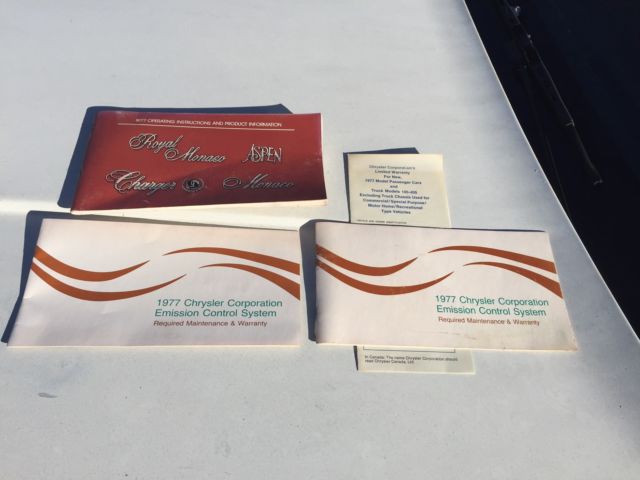 1977 OPERATING INSTRUCTIONS AND PRODUCT INFORMATION
Royal Monaco
ASPEN
Charger
SE
Monaco
Chrysler Corporation's
Limited Warranty
For New,
1977 Model Passenger Cars
and
Truck Models 100-400
Excluding Truck Chassis Used for
Commercial/Special Purpose/
Motor Home/Recreational
Type Vehicles
1977 Chrysler Corporation
Emission Control System
Required Maintenance & Warranty
1977 Chrysler Corporation
Emission Control System
Required Maintenance & Warranty
In Canada: The name Chrysler Corporation should
read Chrysler Canada, Ltd.